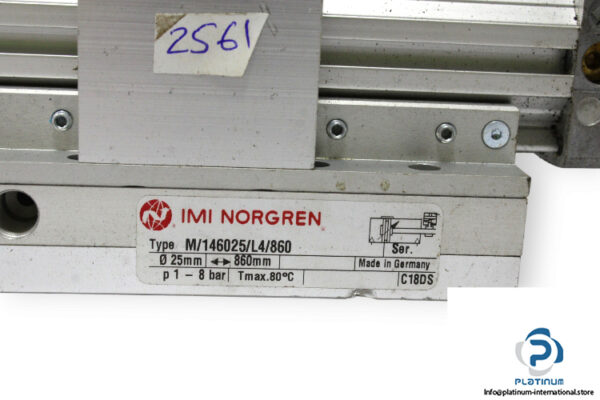 2561
IMI NORGREN
Type M/146025/L4/860
Ø 25mm ↔ 860mm
Ser.
Made in Germany
p 1 – 8 bar Tmax.80°C
C18DS
PLATINUM
Info@platinum-international.store